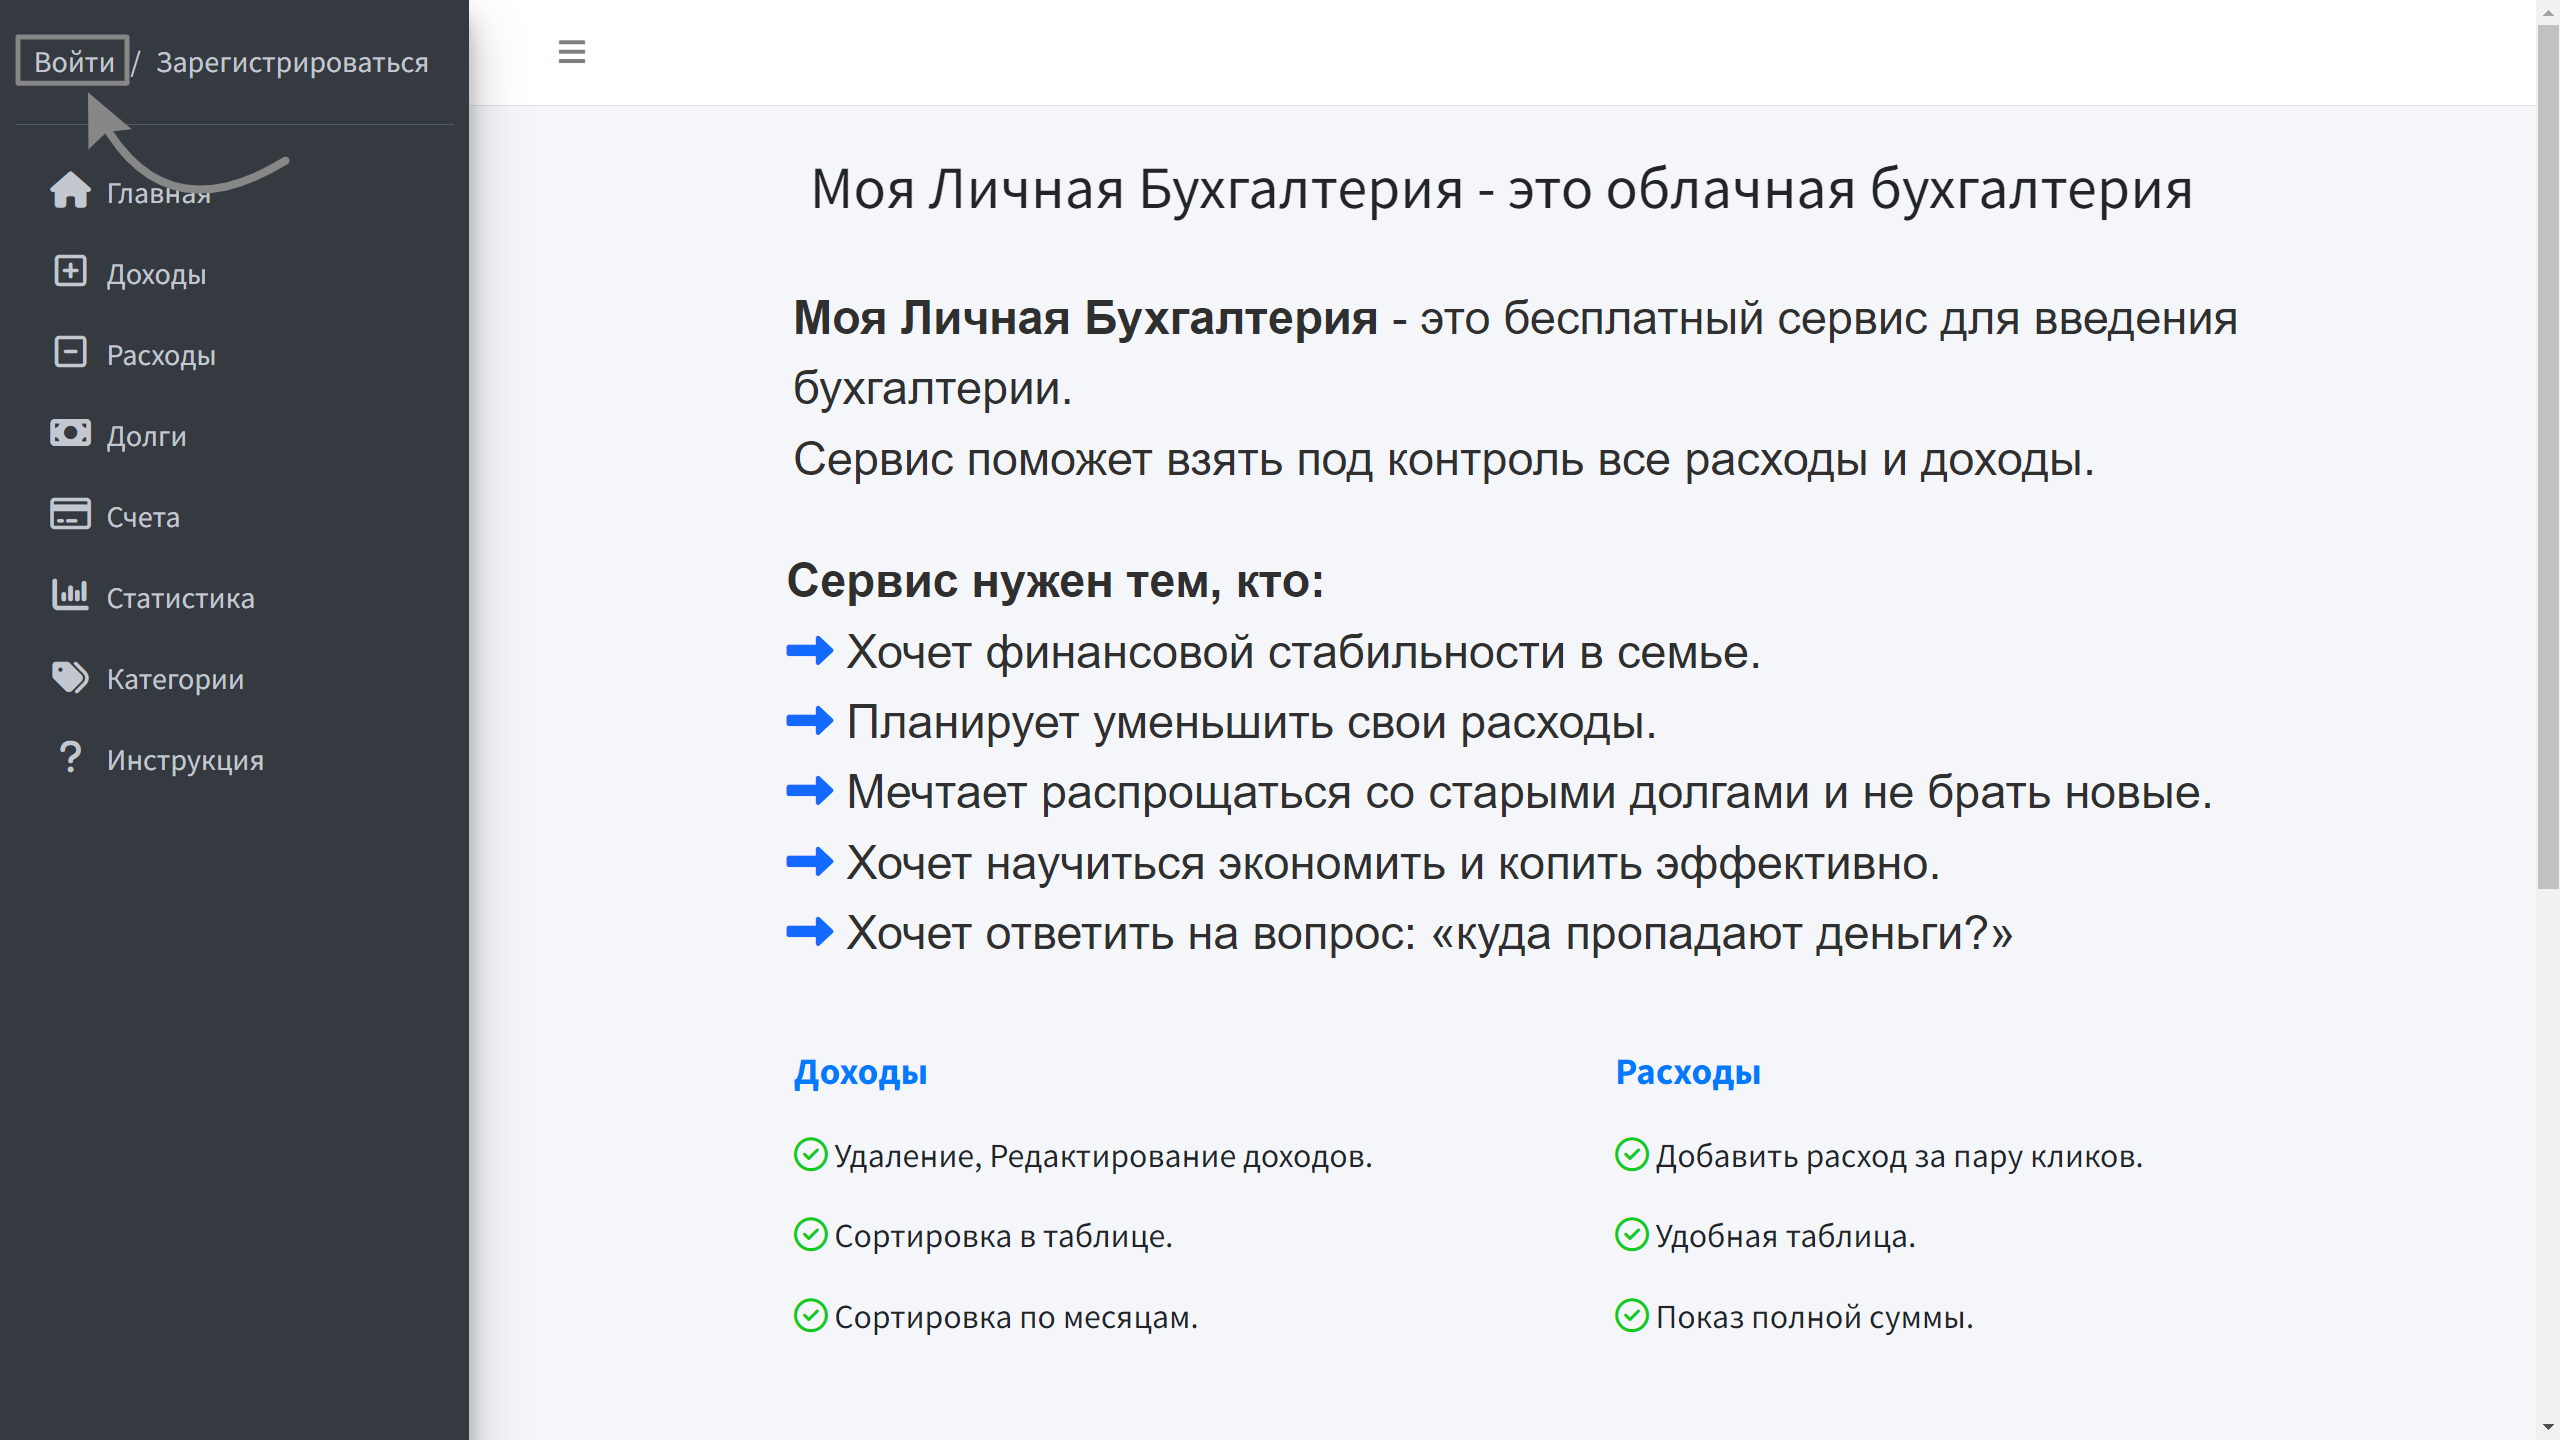 Войти / Зарегистрироваться
Главная
Доходы
Расходы
Долги
Счета
Статистика
Категории
Инструкция
Моя Личная Бухгалтерия - это облачная бухгалтерия
Моя Личная Бухгалтерия - это бесплатный сервис для введения
бухгалтерии.
Сервис поможет взять под контроль все расходы и доходы.
Сервис нужен тем, кто:
Хочет финансовой стабильности в семье.
Планирует уменьшить свои расходы.
Мечтает распрощаться со старыми долгами и не брать новые.
Хочет научиться экономить и копить эффективно.
Хочет ответить на вопрос: «куда пропадают деньги?»
Доходы
Удаление, Редактирование доходов.
Сортировка в таблице.
Сортировка по месяцам.
Расходы
Добавить расход за пару кликов.
Удобная таблица.
Показ полной суммы.